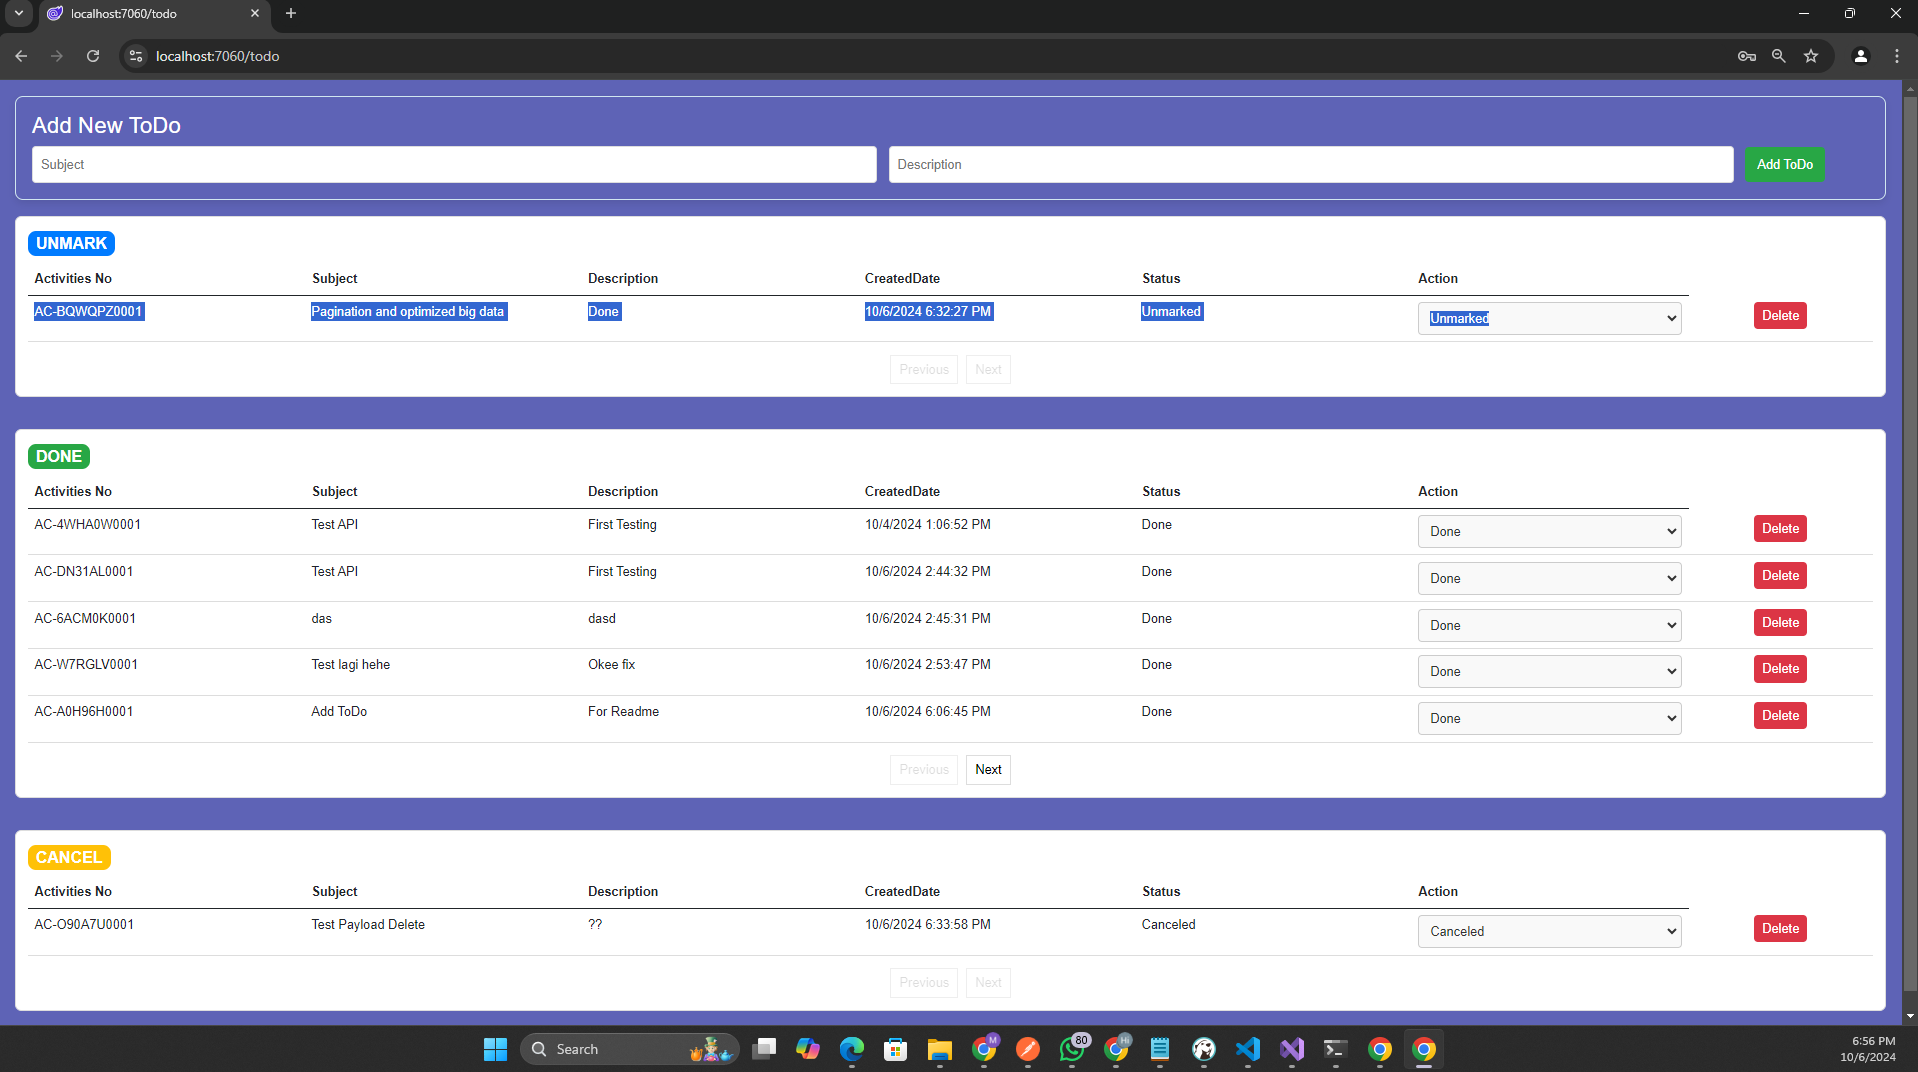 localhost:7060/todo
localhost:7060/todo
Add New ToDo
Subject Description Add ToDo
UNMARK
Activities No Subject Description CreatedDate Status Action
AC-BQWQPZ0001 Pagination and optimized big data Done 10/6/2024 6:32:27 PM Unmarked Unmarked Delete
Previous Next
DONE
Activities No Subject Description CreatedDate Status Action
AC-4WHA0W0001 Test API First Testing 10/4/2024 1:06:52 PM Done Done Delete
AC-DN31AL0001 Test API First Testing 10/6/2024 2:44:32 PM Done Done Delete
AC-6ACM0K0001 das dasd 10/6/2024 2:45:31 PM Done Done Delete
AC-W7RGLV0001 Test lagi hehe Okee fix 10/6/2024 2:53:47 PM Done Done Delete
AC-A0H96H0001 Add ToDo For Readme 10/6/2024 6:06:45 PM Done Done Delete
Previous Next
CANCEL
Activities No Subject Description CreatedDate Status Action
AC-O90A7U0001 Test Payload Delete ?? 10/6/2024 6:33:58 PM Canceled Canceled Delete
Previous Next
Search M 80 Hi 6:56 PM
10/6/2024